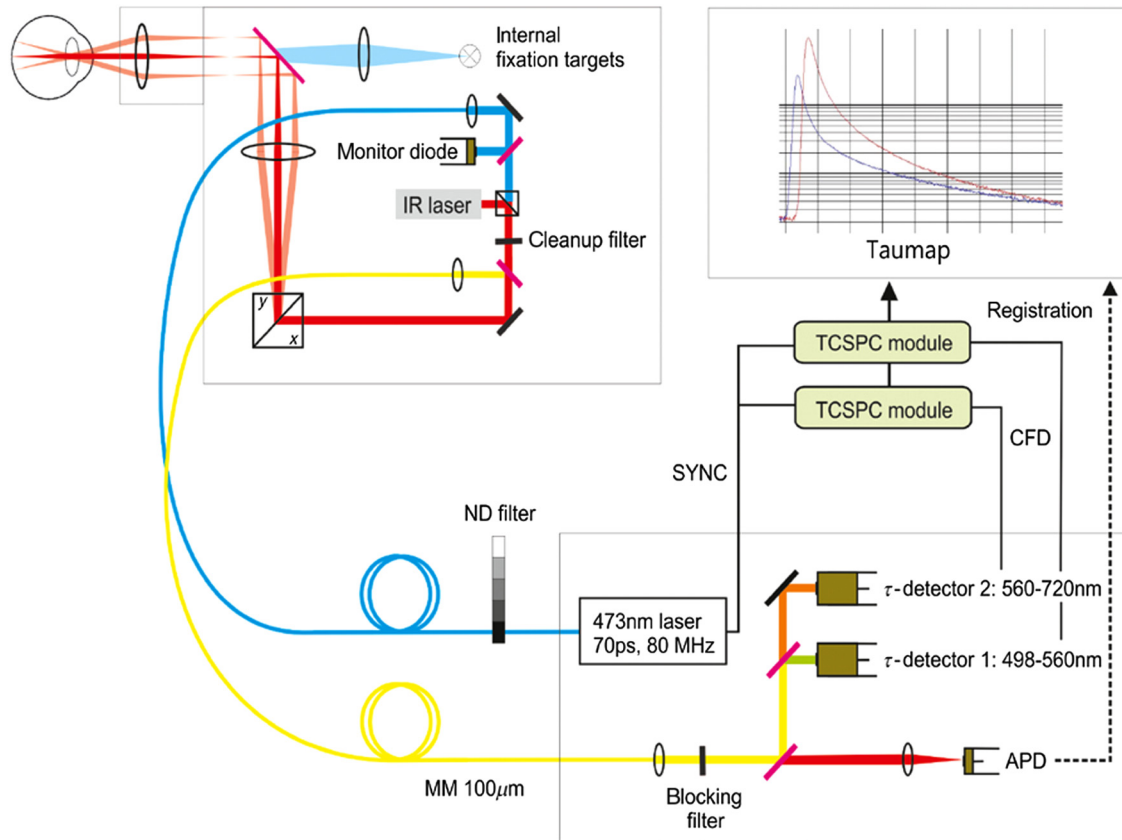 Internal
fixation targets
Monitor diode
IR laser
Cleanup filter
y
x
Taumap
Registration
TCSPC module
TCSPC module
CFD
SYNC
ND filter
473nm laser
70ps, 80 MHz
τ-detector 2: 560-720nm
τ-detector 1: 498-560nm
MM 100μm
Blocking
filter
APD